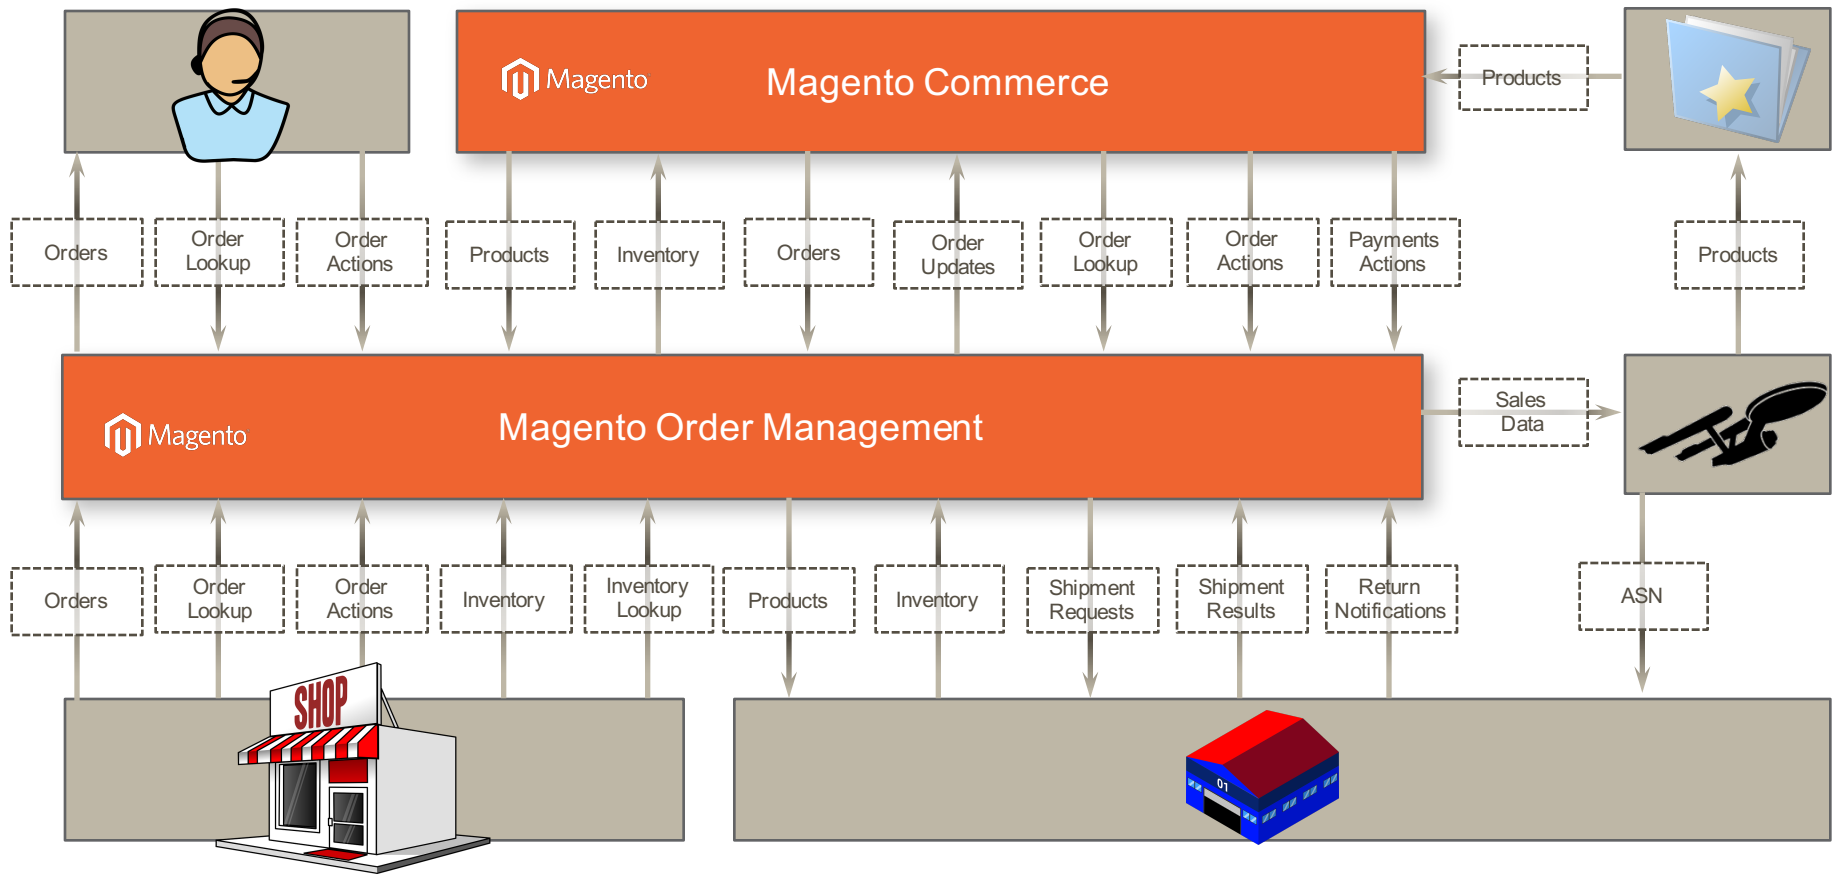 Magento
Magento Commerce
Products
Orders
Order
Lookup
Order
Actions
Products
Inventory
Orders
Order
Updates
Order
Lookup
Order
Actions
Payments
Actions
Products
Magento
Magento Order Management
Sales
Data
Orders
Order
Lookup
Order
Actions
Inventory
Inventory
Lookup
Products
Inventory
Shipment
Requests
Shipment
Results
Return
Notifications
ASN
SHOP
01